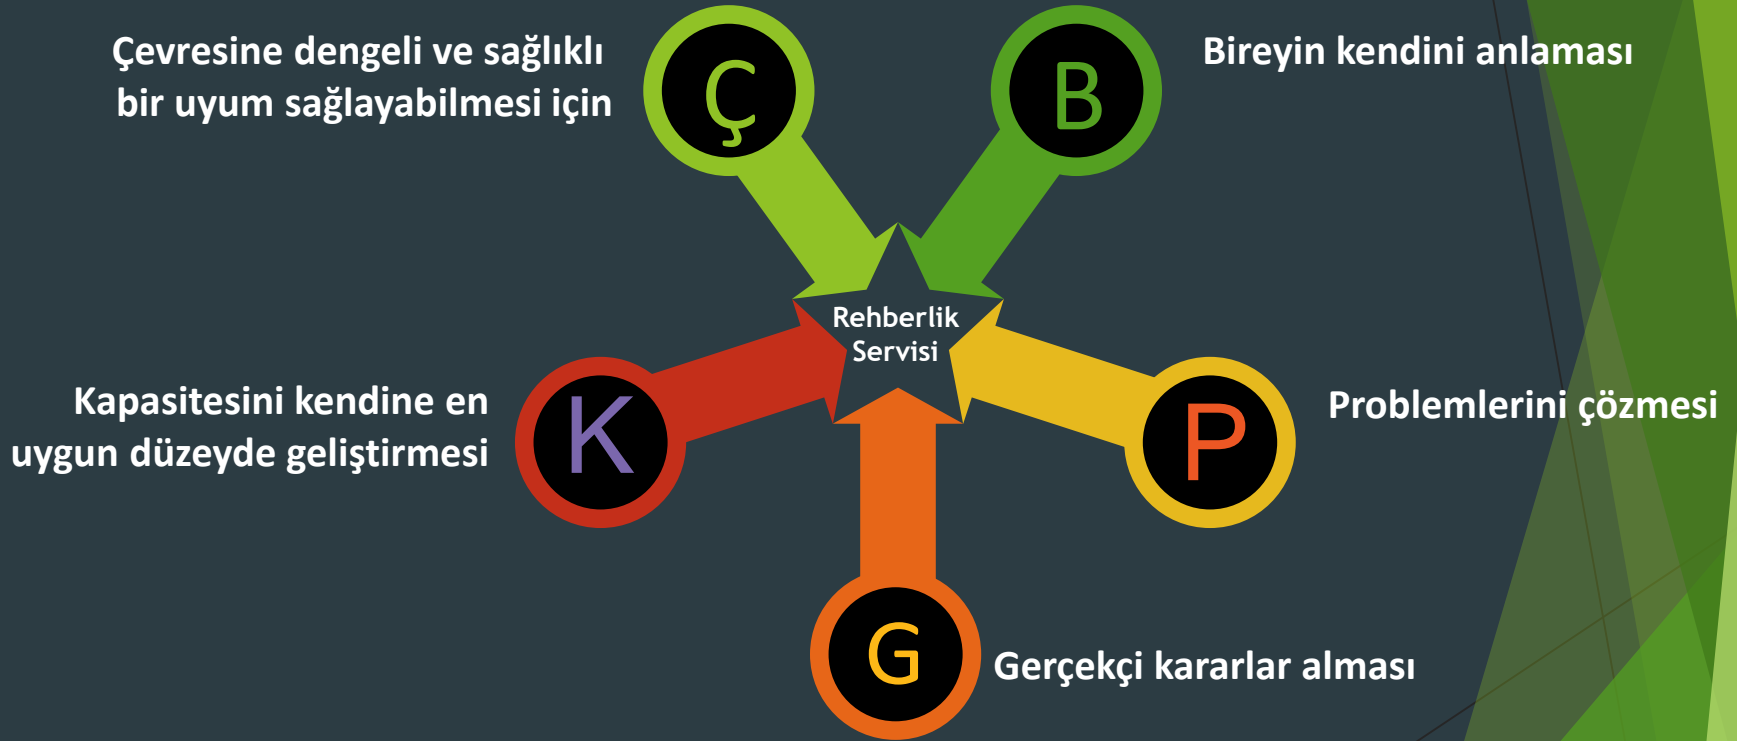 Çevresine dengeli ve sağlıklı
bir uyum sağlayabilmesi için
Ç
B
Bireyin kendini anlaması
Rehberlik
Servisi
Kapasitesini kendine en
uygun düzeyde geliştirmesi
K
P
Problemlerini çözmesi
G
Gerçekçi kararlar alması